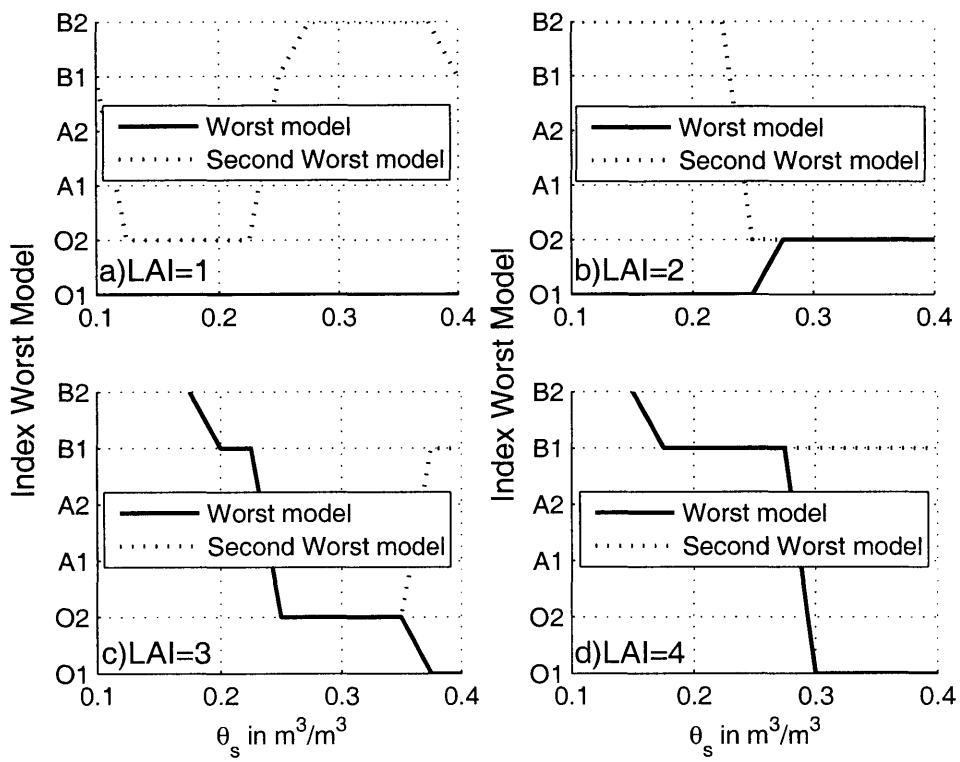 Index Worst Model
B2
B1
A2
A1
O2
O1
Worst model
Second Worst model
a)LAI=1
0.1
0.2
0.3
0.4
Index Worst Model
B2
B1
A2
A1
O2
O1
Worst model
Second Worst model
b)LAI=2
0.1
0.2
0.3
0.4
B2
B1
A2
A1
O2
O1
Worst model
Second Worst model
c)LAI=3
0.1
0.2
0.3
0.4
θₛ in m³/m³
B2
B1
A2
A1
O2
O1
Worst model
Second Worst model
d)LAI=4
0.1
0.2
0.3
0.4
θₛ in m³/m³